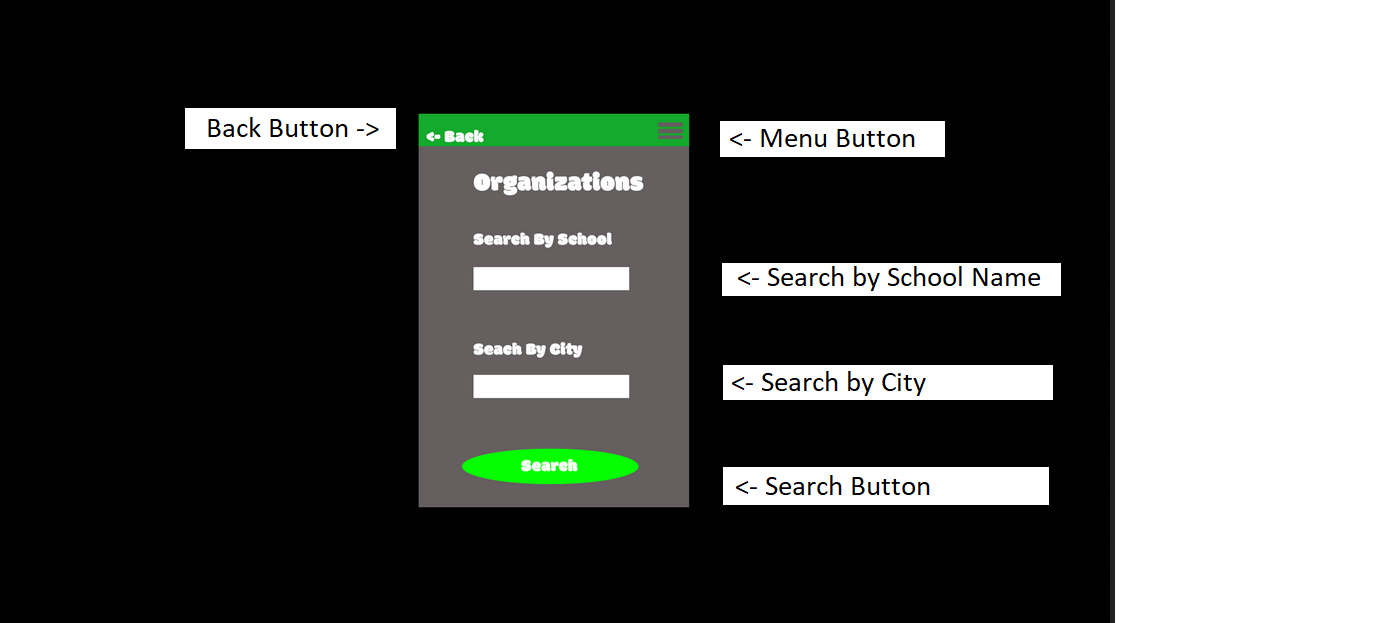 Back Button ->
<- Back
<- Menu Button
Organizations
Search By School
<- Search by School Name
Seach By City
<- Search by City
Search
<- Search Button